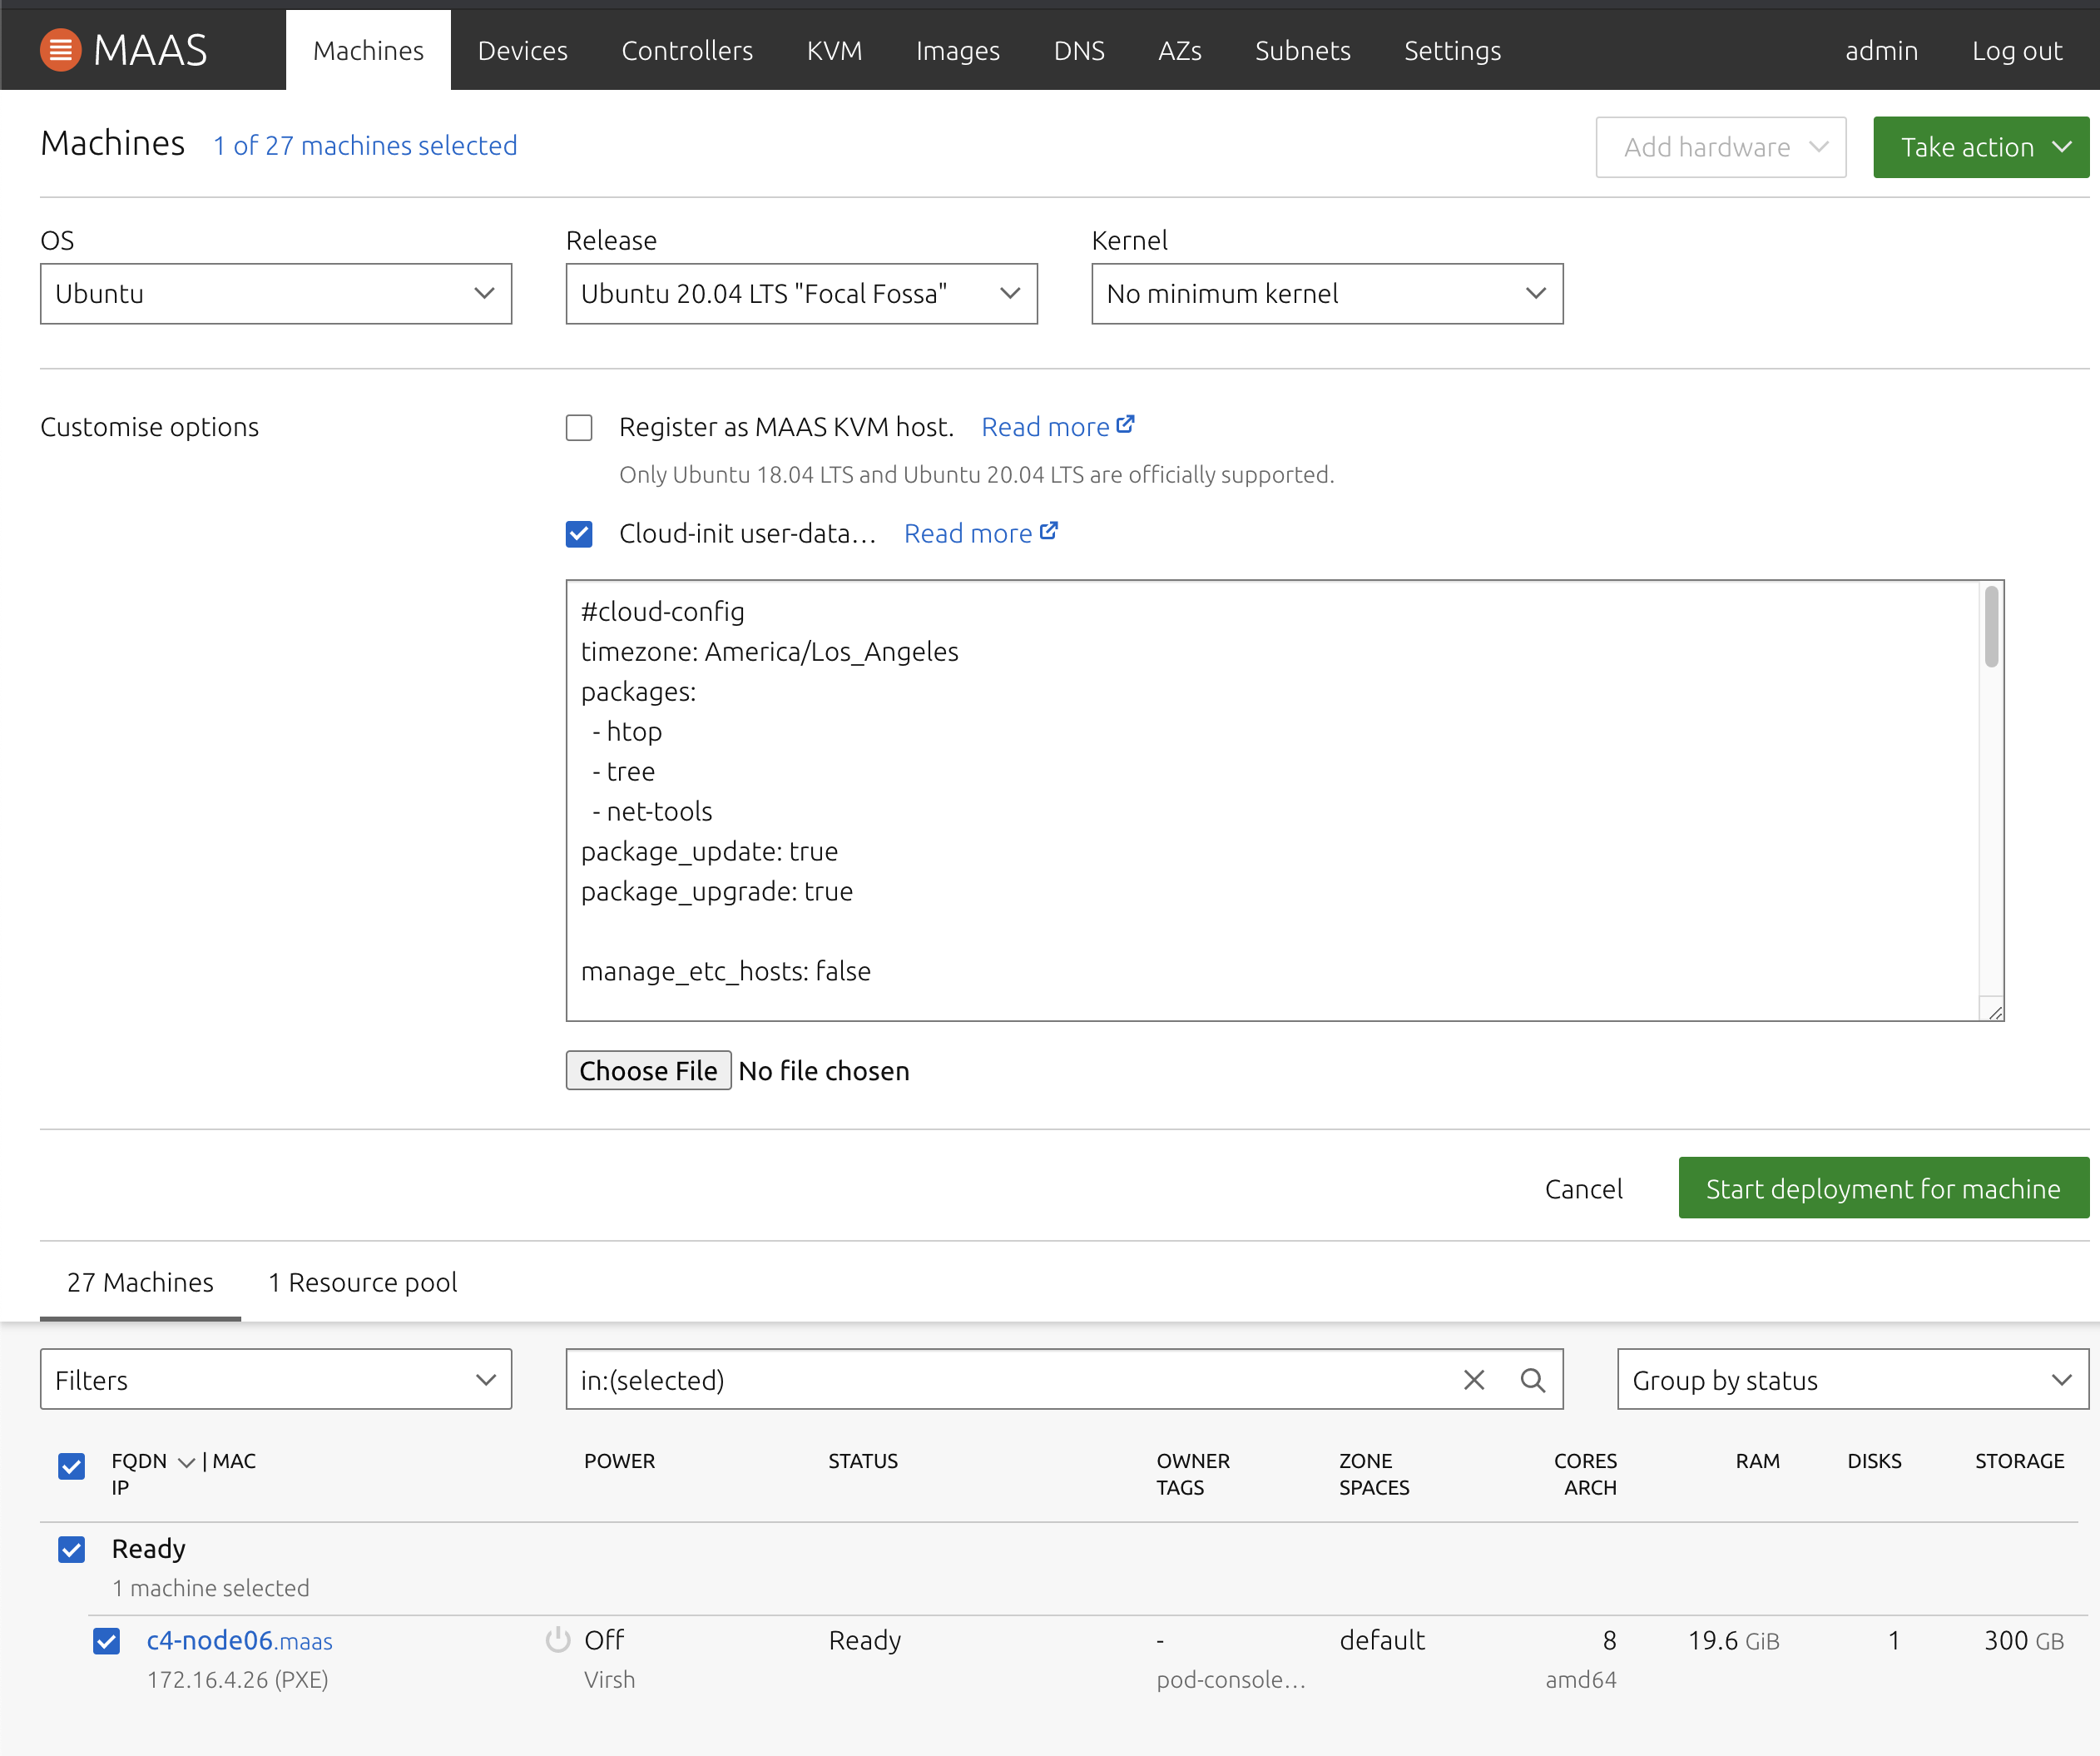 MAAS Machines Devices Controllers KVM Images DNS AZs Subnets Settings admin Log out
Machines 1 of 27 machines selected Add hardware Take action
OS Release Kernel
Ubuntu Ubuntu 20.04 LTS "Focal Fossa" No minimum kernel
Customise options Register as MAAS KVM host. Read more
Only Ubuntu 18.04 LTS and Ubuntu 20.04 LTS are officially supported.
Cloud-init user-data… Read more
#cloud-config
timezone: America/Los_Angeles
packages:
- htop
- tree
- net-tools
package_update: true
package_upgrade: true
manage_etc_hosts: false
Choose File No file chosen
Cancel Start deployment for machine
27 Machines 1 Resource pool
Filters in:(selected) Group by status
FQDN | MAC POWER STATUS OWNER ZONE CORES RAM DISKS STORAGE
IP TAGS SPACES ARCH
Ready
1 machine selected
c4-node06.maas Off Ready - default 8 19.6 GiB 1 300 GB
172.16.4.26 (PXE) Virsh pod-console… amd64